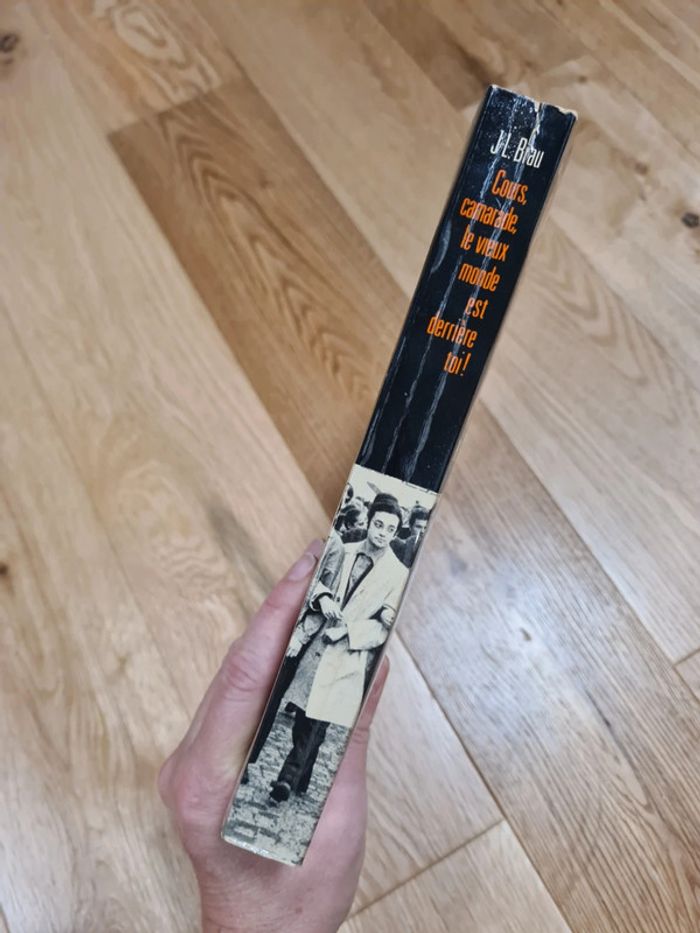 J-L. Brau
Cours,
camarade,
le vieux
monde
est
derrière
toi!